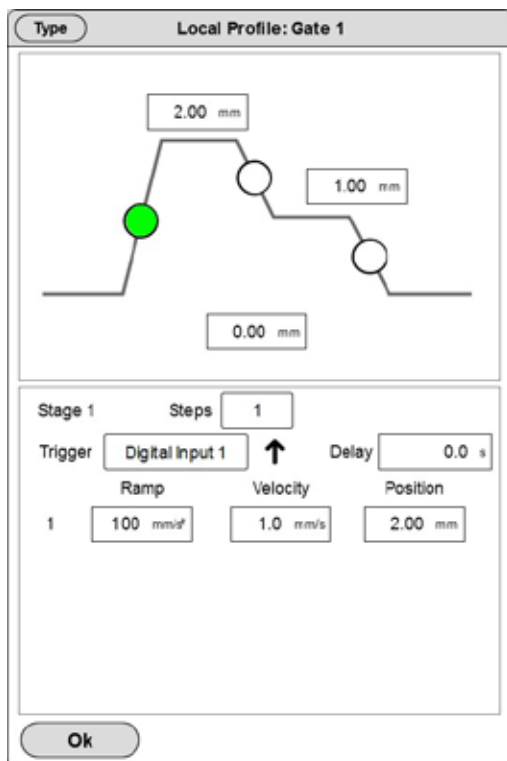 Type
Local Profile: Gate 1
2.00 mm
1.00 mm
0.00 mm
Stage 1 Steps 1
Trigger Digital Input 1 Delay 0.0 s
Ramp Velocity Position
1 100 mm/s² 1.0 mm/s 2.00 mm
Ok